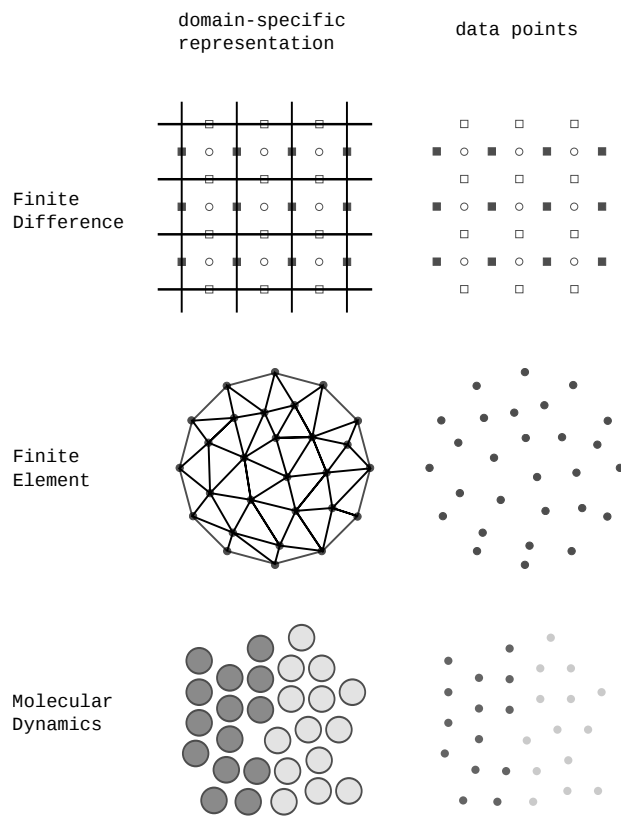 domain-specific
representation
data points
Finite
Difference
Finite
Element
Molecular
Dynamics